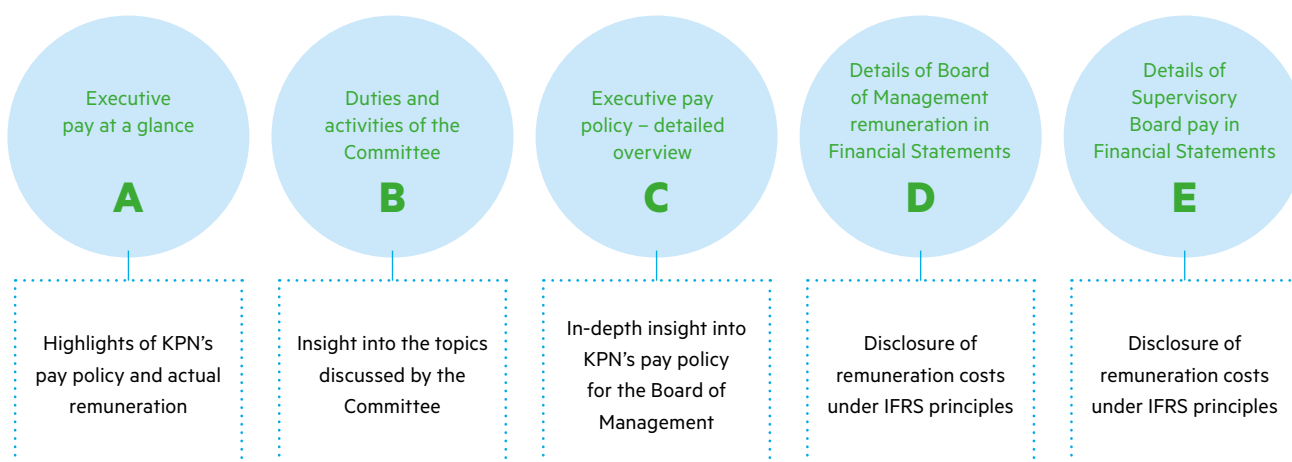 Executive
pay at a glance
A
Duties and
activities of the
Committee
B
Executive pay
policy – detailed
overview
C
Details of Board
of Management
remuneration in
Financial Statements
D
Details of
Supervisory
Board pay in
Financial Statements
E
Highlights of KPN's
pay policy and actual
remuneration
Insight into the topics
discussed by the
Committee
In-depth insight into
KPN's pay policy
for the Board of
Management
Disclosure of
remuneration costs
under IFRS principles
Disclosure of
remuneration costs
under IFRS principles